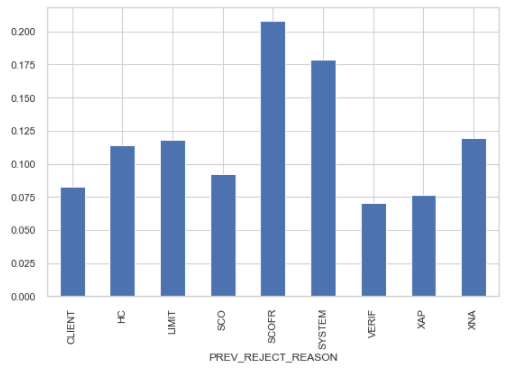 0.200
0.175
0.150
0.125
0.100
0.075
0.050
0.025
0.000
CLIENT
HC
LIMIT
SCO
SCOFR
SYSTEM
VERIF
XAP
XNA
PREV_REJECT_REASON